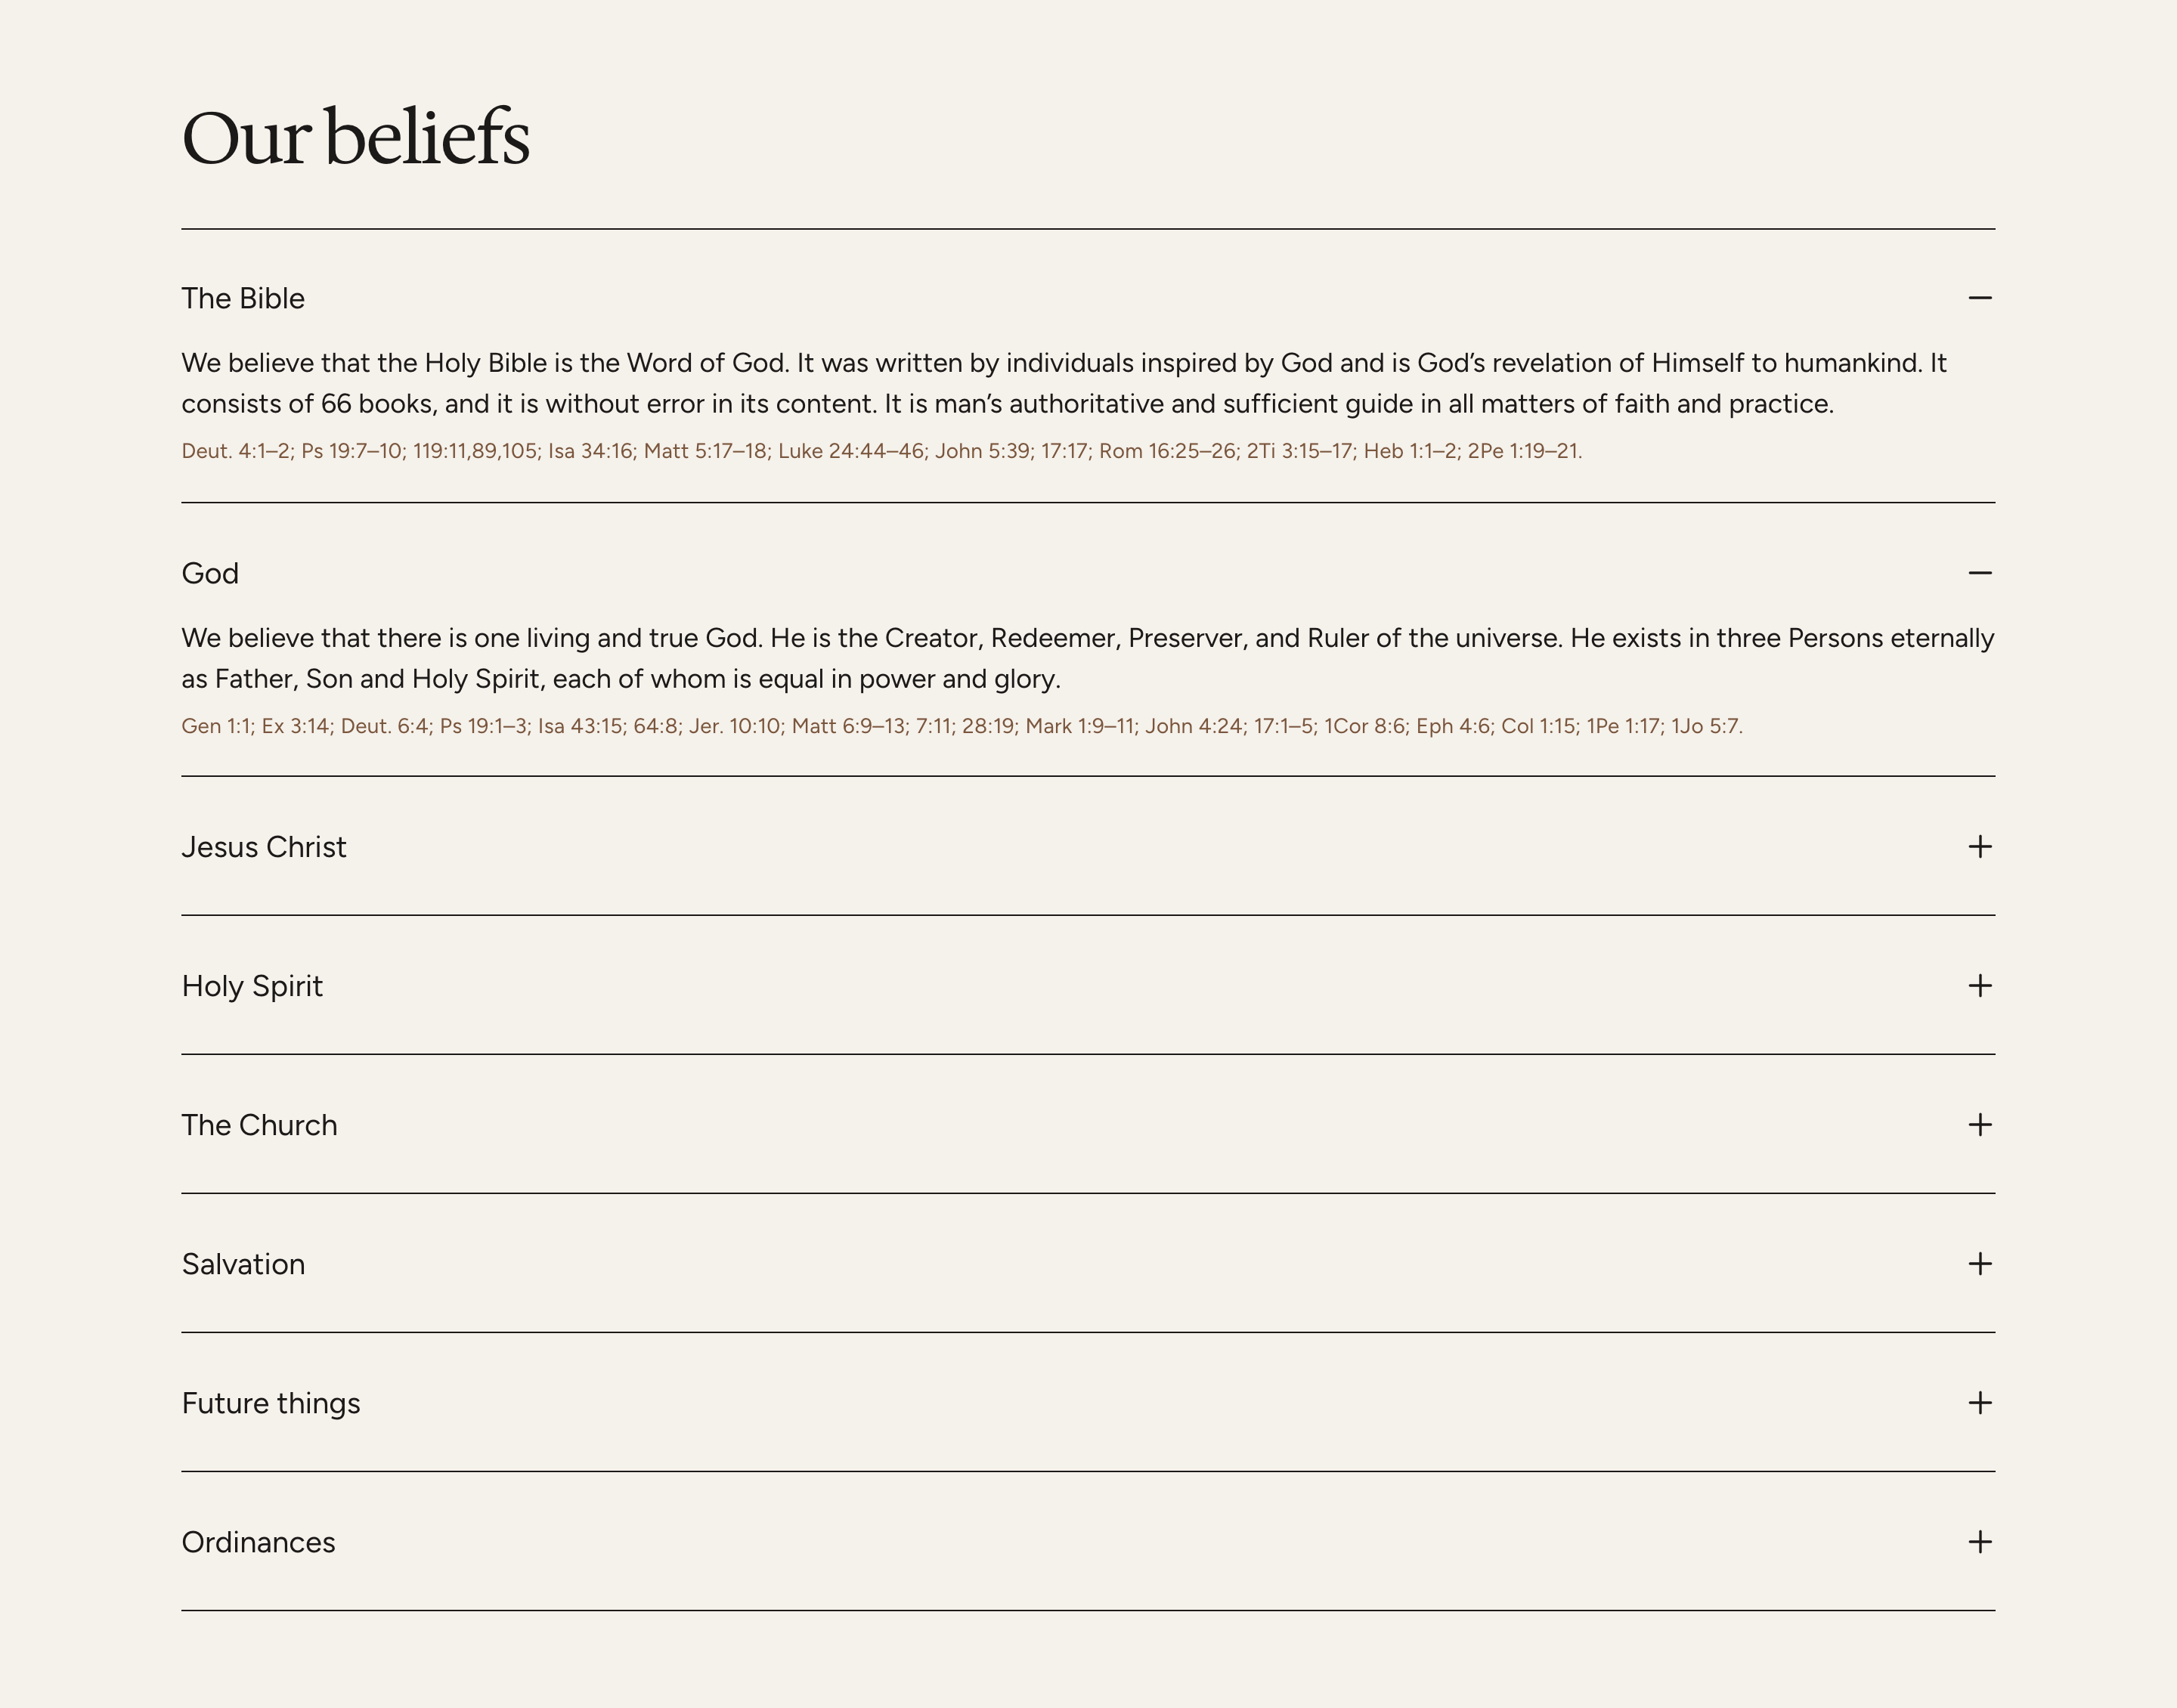 Our beliefs
The Bible
We believe that the Holy Bible is the Word of God. It was written by individuals inspired by God and is God’s revelation of Himself to humankind. It
consists of 66 books, and it is without error in its content. It is man’s authoritative and sufficient guide in all matters of faith and practice.
Deut. 4:1–2; Ps 19:7–10; 119:11,89,105; Isa 34:16; Matt 5:17–18; Luke 24:44–46; John 5:39; 17:17; Rom 16:25–26; 2Ti 3:15–17; Heb 1:1–2; 2Pe 1:19–21.
God
We believe that there is one living and true God. He is the Creator, Redeemer, Preserver, and Ruler of the universe. He exists in three Persons eternally
as Father, Son and Holy Spirit, each of whom is equal in power and glory.
Gen 1:1; Ex 3:14; Deut. 6:4; Ps 19:1–3; Isa 43:15; 64:8; Jer. 10:10; Matt 6:9–13; 7:11; 28:19; Mark 1:9–11; John 4:24; 17:1–5; 1Cor 8:6; Eph 4:6; Col 1:15; 1Pe 1:17; 1Jo 5:7.
Jesus Christ
Holy Spirit
The Church
Salvation
Future things
Ordinances